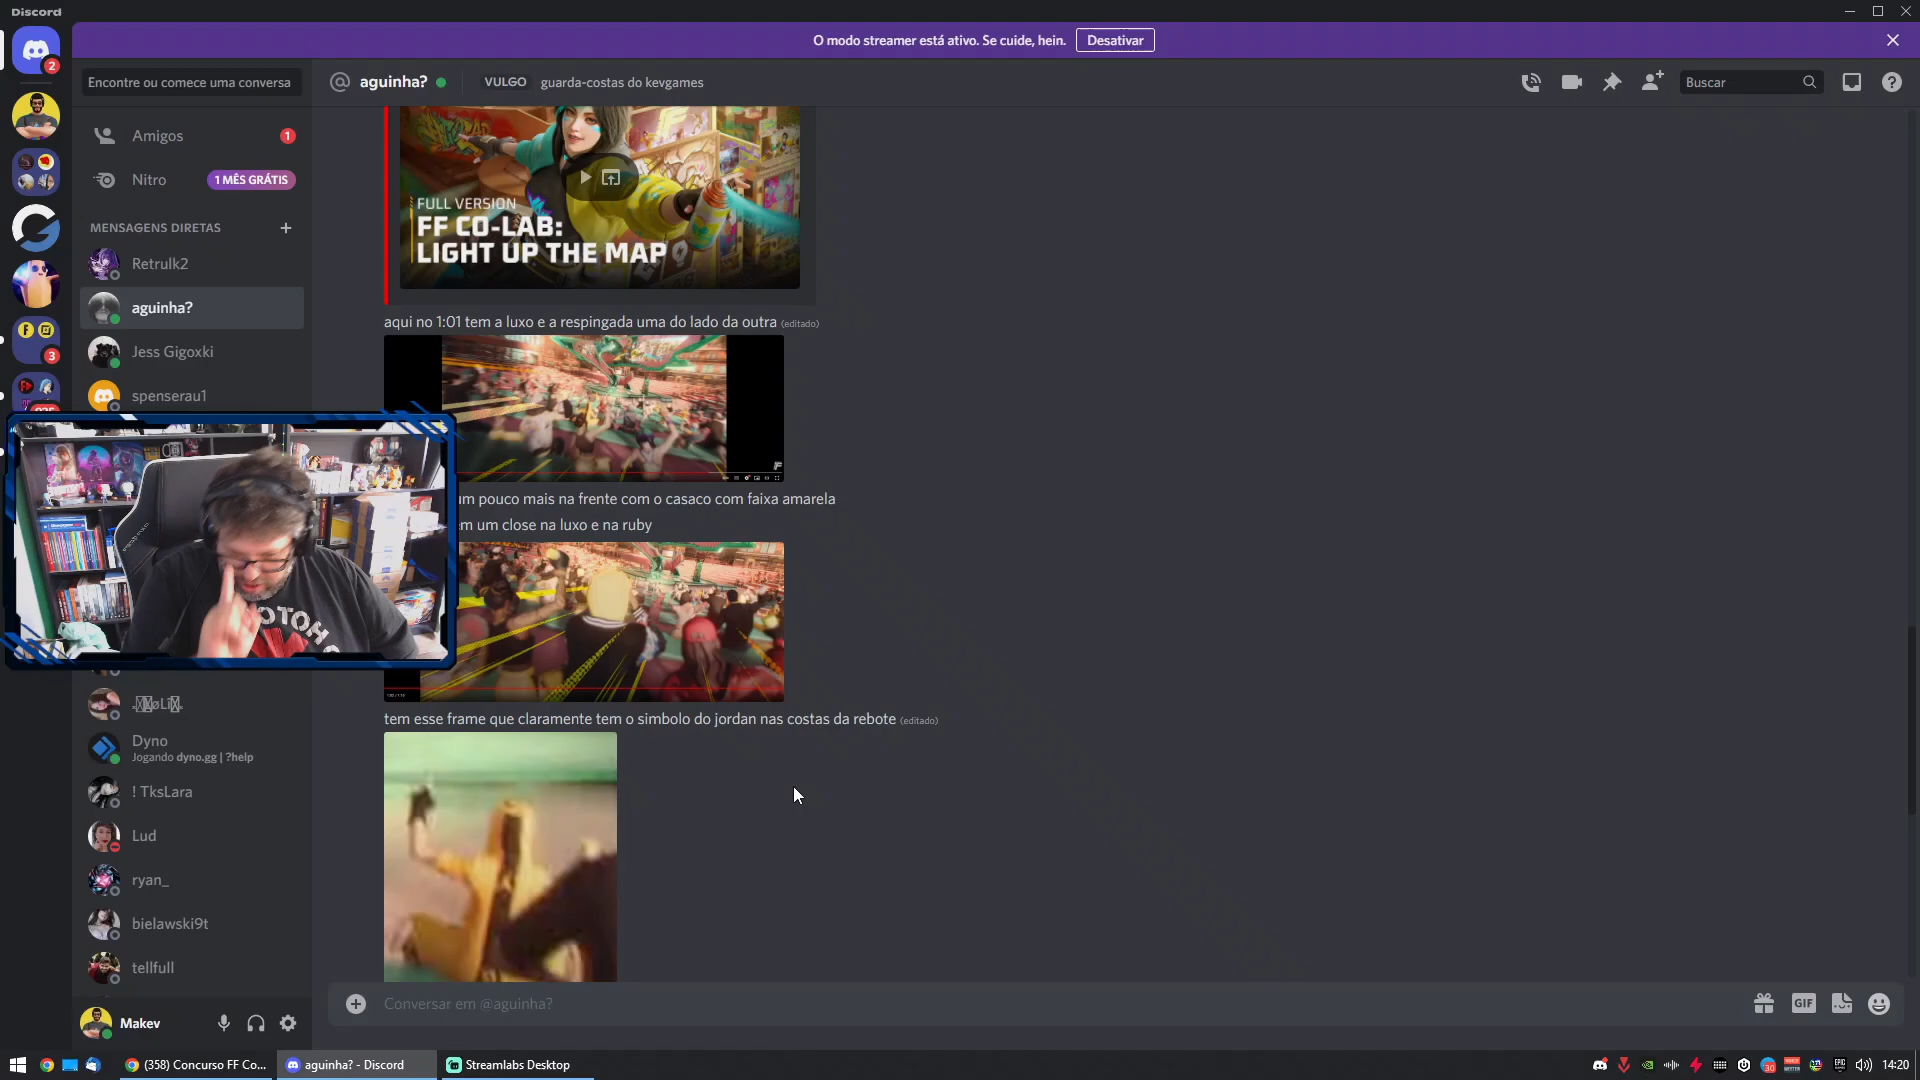 Discord
O modo streamer está ativo. Se cuide, hein.
Desativar
2
Encontre ou comece uma conversa
aguinha?
VULGO
guarda-costas do kevgames
Buscar
Amigos
1
Nitro
1 MÊS GRÁTIS
MENSAGENS DIRETAS
Retrulk2
aguinha?
Jess Gigoxki
spenserau1
3
FULL VERSION
FF CO-LAB:
LIGHT UP THE MAP
aqui no 1:01 tem a luxo e a respingada uma do lado da outra (editado)
um pouco mais na frente com o casaco com faixa amarela
em um close na luxo e na ruby
tem esse frame que claramente tem o simbolo do jordan nas costas da rebote (editado)
Dyno
Jogando dyno.gg | ?help
! TksLara
Lud
ryan_
bielawski9t
tellfull
Makev
Conversar em @aguinha?
GIF
(358) Concurso FF Co...
aguinha? - Discord
Streamlabs Desktop
30
14:20